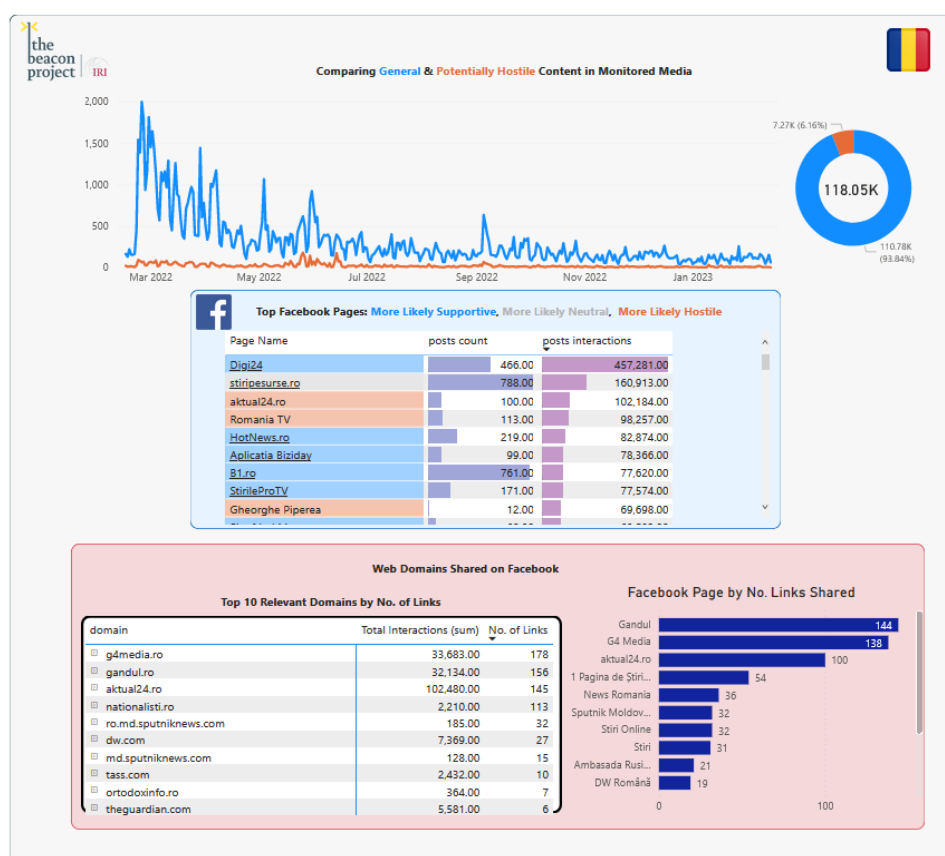 the
beacon
project
IRI
Comparing General & Potentially Hostile Content in Monitored Media
2,000
1,500
1,000
500
0
Mar 2022 May 2022 Jul 2022 Sep 2022 Nov 2022 Jan 2023
7.27K (6.16%)
118.05K
110.78K
(93.84%)
Top Facebook Pages: More Likely Supportive, More Likely Neutral, More Likely Hostile
Page Name posts count posts interactions
Digi24 466.00 457,281.00
stiripesurse.ro 788.00 160,913.00
aktual24.ro 100.00 102,184.00
Romania TV 113.00 98,257.00
HotNews.ro 219.00 82,874.00
Aplicatia Biziday 99.00 78,366.00
B1.ro 761.00 77,620.00
StirileProTV 171.00 77,574.00
Gheorghe Piperea 12.00 69,698.00
Web Domains Shared on Facebook
Top 10 Relevant Domains by No. of Links
domain Total Interactions (sum) No. of Links
g4media.ro 33,683.00 178
gandul.ro 32,134.00 156
aktual24.ro 102,480.00 145
nationalisti.ro 2,210.00 113
ro.md.sputniknews.com 185.00 32
dw.com 7,369.00 27
md.sputniknews.com 128.00 15
tass.com 2,432.00 10
ortodoxinfo.ro 364.00 7
theguardian.com 5,581.00 6
Facebook Page by No. Links Shared
Gandul 144
G4 Media 138
aktual24.ro 100
1 Pagina de Știri... 54
News Romania 36
Sputnik Moldov... 32
Stiri Online 32
Stiri 31
Ambasada Rusi... 21
DW Română 19
0 100